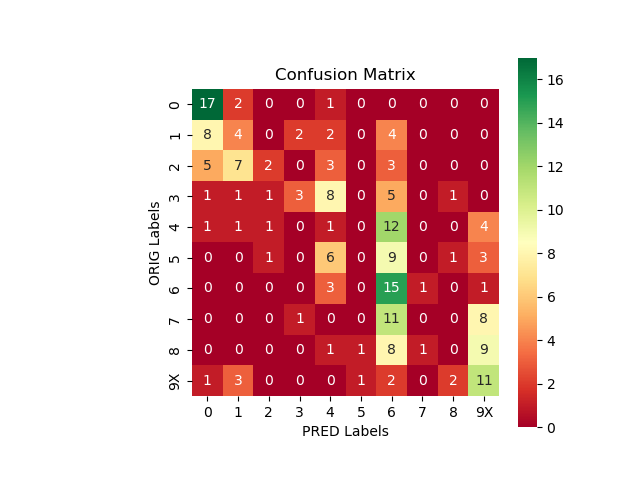 Confusion Matrix
0 17 2 0 0 1 0 0 0 0 0
1 8 4 0 2 2 0 4 0 0 0
2 5 7 2 0 3 0 3 0 0 0
3 1 1 1 3 8 0 5 0 1 0
4 1 1 1 0 1 0 12 0 0 4
5 0 0 1 0 6 0 9 0 1 3
6 0 0 0 0 3 0 15 1 0 1
7 0 0 0 1 0 0 11 0 0 8
8 0 0 0 0 1 1 8 1 0 9
9X 1 3 0 0 0 1 2 0 2 11
0 1 2 3 4 5 6 7 8 9X
ORIG Labels
PRED Labels
16
14
12
10
8
6
4
2
0